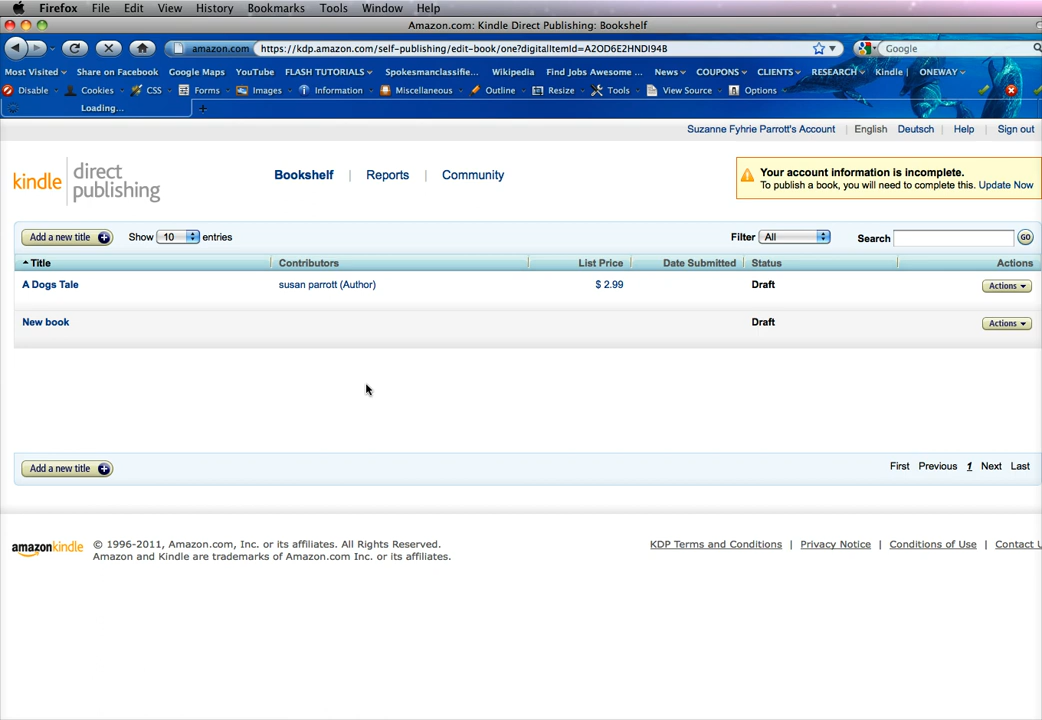 Firefox File Edit View History Bookmarks Tools Window Help
Amazon.com: Kindle Direct Publishing: Bookshelf
amazon.com https://kdp.amazon.com/self-publishing/edit-book/one?digitalItemId=A2OD6E2HNDI94B Google
Most Visited Share on Facebook Google Maps YouTube FLASH TUTORIALS Spokesmanclassifie... Wikipedia Find Jobs Awesome ... News COUPONS CLIENTS RESEARCH Kindle | ONEWAY
Disable Cookies CSS Forms Images Information Miscellaneous Outline Resize Tools View Source Options
Loading...
Suzanne Fyhrie Parrott's Account | English Deutsch | Help | Sign out
kindle direct publishing
Bookshelf | Reports | Community
Your account information is incomplete.
To publish a book, you will need to complete this. Update Now
Add a new title Show 10 entries Filter All Search GO
Title Contributors List Price Date Submitted Status Actions
A Dogs Tale susan parrott (Author) $ 2.99 Draft Actions
New book Draft Actions
Add a new title First Previous 1 Next Last
amazonkindle © 1996-2011, Amazon.com, Inc. or its affiliates. All Rights Reserved. KDP Terms and Conditions | Privacy Notice | Conditions of Use | Contact U
Amazon and Kindle are trademarks of Amazon.com Inc. or its affiliates.